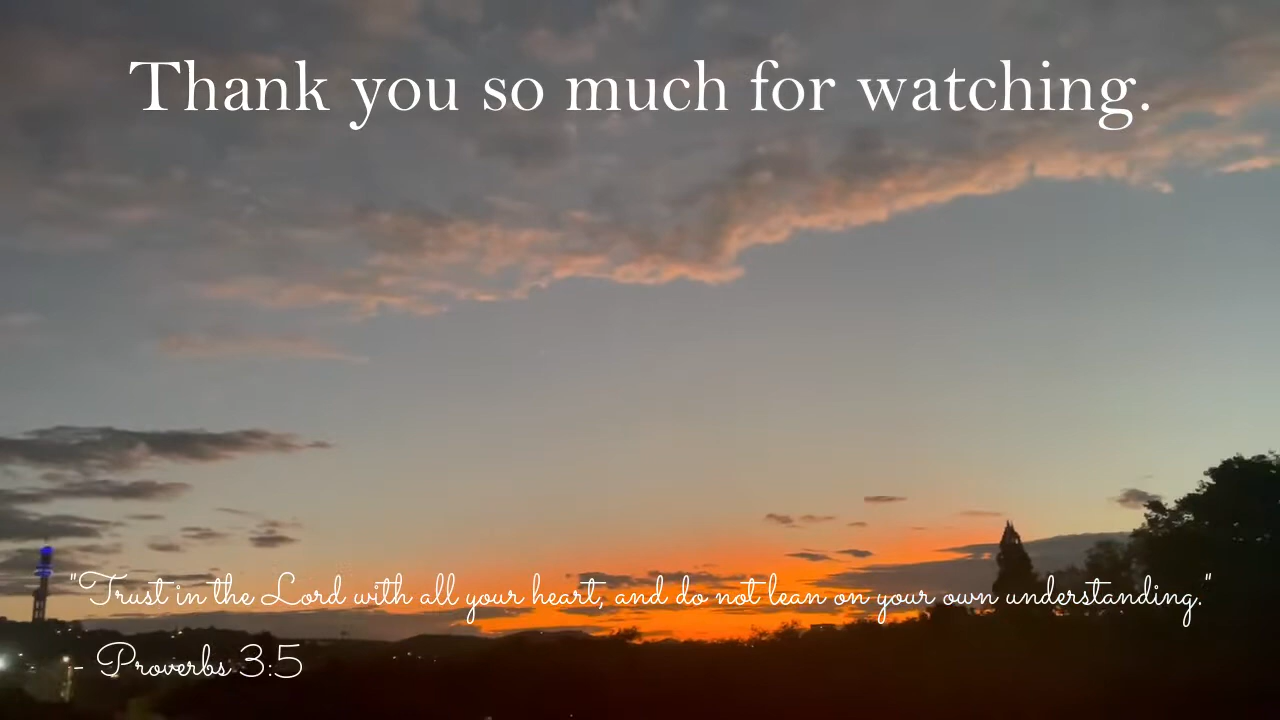 Thank you so much for watching.
"Trust in the Lord with all your heart, and do not lean on your own understanding."
- Proverbs 3:5